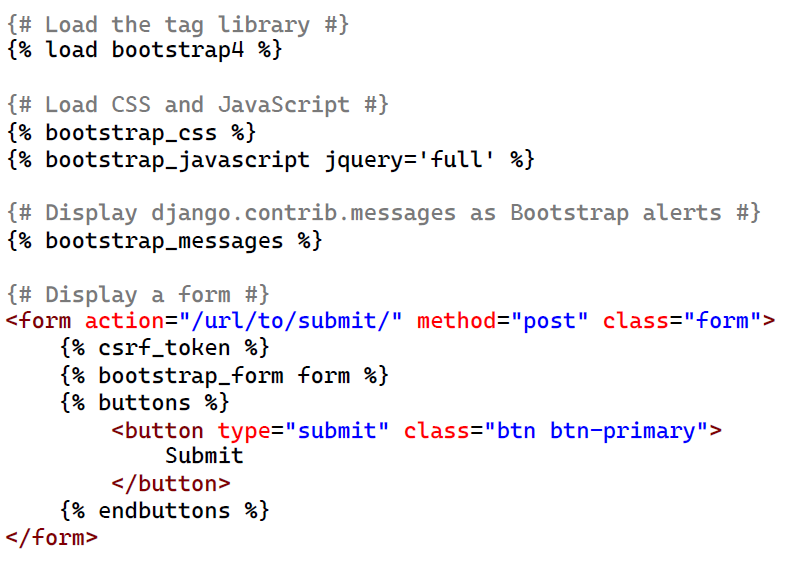 {# Load the tag library #}
{% load bootstrap4 %}

{# Load CSS and JavaScript #}
{% bootstrap_css %}
{% bootstrap_javascript jquery='full' %}

{# Display django.contrib.messages as Bootstrap alerts #}
{% bootstrap_messages %}

{# Display a form #}
<form action="/url/to/submit/" method="post" class="form">
    {% csrf_token %}
    {% bootstrap_form form %}
    {% buttons %}
        <button type="submit" class="btn btn-primary">
            Submit
        </button>
    {% endbuttons %}
</form>